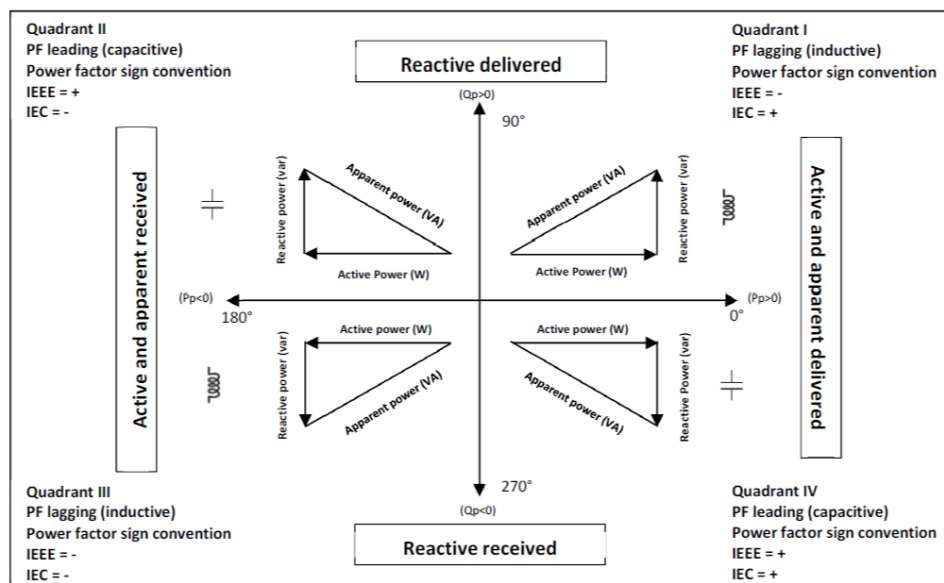 Quadrant II
PF leading (capacitive)
Power factor sign convention
IEEE = +
IEC = -
Reactive delivered
(Qp>0)
90°
Quadrant I
PF lagging (inductive)
Power factor sign convention
IEEE = -
IEC = +
Active and apparent received
Reactive power (var)
Apparent power (VA)
Active Power (W)
Apparent power (VA)
Reactive power (var)
Active Power (W)
Active and apparent delivered
(Pp<0)
180°
(Pp>0)
0°
Active power (W)
Reactive power (var)
Apparent power (VA)
Active power (W)
Apparent power (VA)
Reactive Power (var)
270°
(Qp<0)
Reactive received
Quadrant III
PF lagging (inductive)
Power factor sign convention
IEEE = -
IEC = -
Quadrant IV
PF leading (capacitive)
Power factor sign convention
IEEE = +
IEC = +